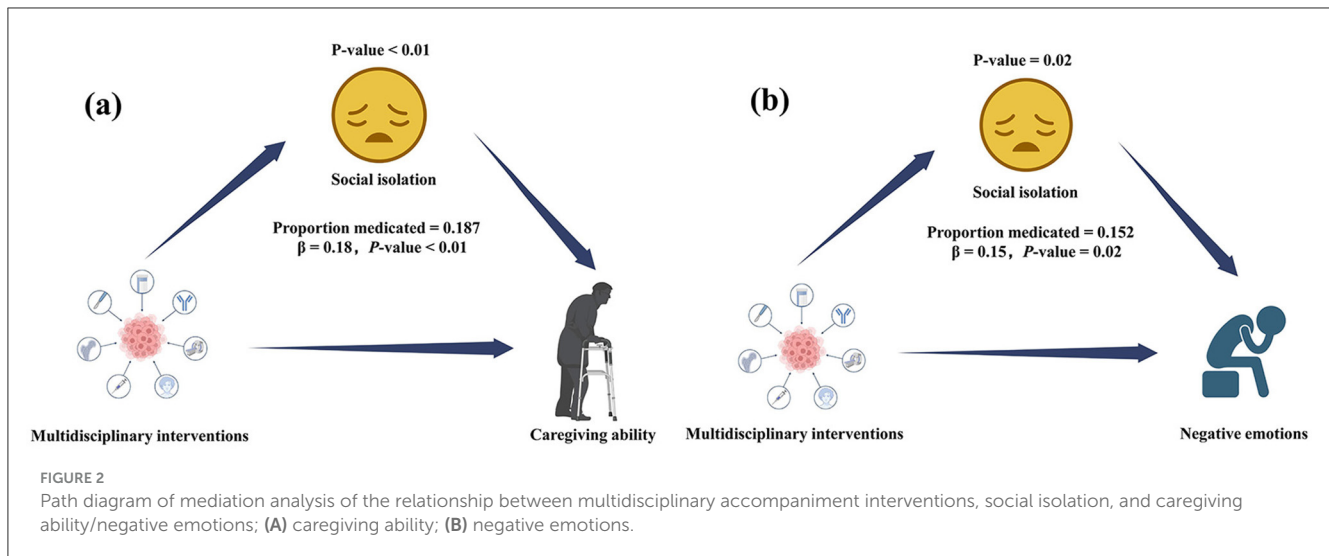 (a)
P-value < 0.01
Social isolation
Proportion medicated = 0.187
β = 0.18, P-value < 0.01
Multidisciplinary interventions
Caregiving ability
(b)
P-value = 0.02
Social isolation
Proportion medicated = 0.152
β = 0.15, P-value = 0.02
Multidisciplinary interventions
Negative emotions
FIGURE 2
Path diagram of mediation analysis of the relationship between multidisciplinary accompaniment interventions, social isolation, and caregiving
ability/negative emotions; (A) caregiving ability; (B) negative emotions.